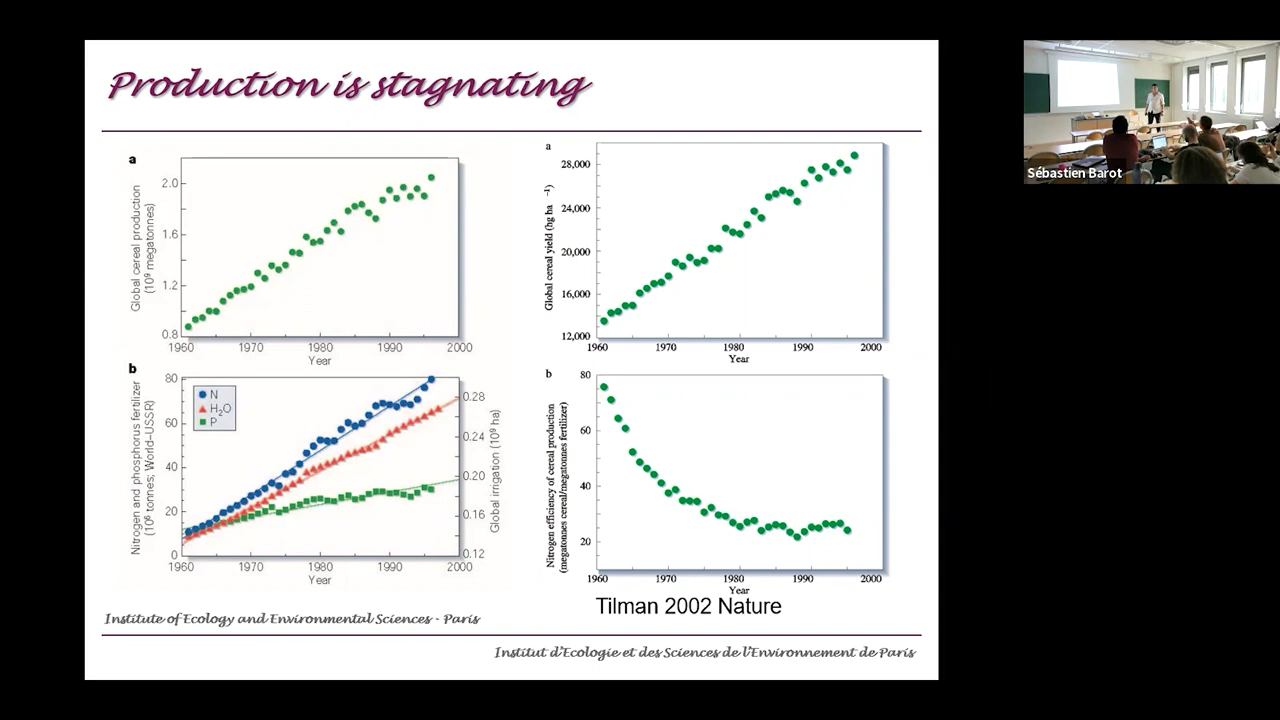 Production is stagnating
a
Global cereal production
(10⁹ megatonnes)
2.0
1.6
1.2
0.8
1960
1970
1980
1990
2000
Year
b
Nitrogen and phosphorus fertilizer
(10⁶ tonnes; World–USSR)
80
60
40
20
0
N
H₂O
P
0.28
0.24
0.20
0.16
0.12
Global irrigation (10⁹ ha)
1960
1970
1980
1990
2000
Year
a
Global cereal yield (hg ha ⁻¹)
28,000
24,000
20,000
16,000
12,000
1960
1970
1980
1990
2000
Year
b
Nitrogen efficiency of cereal production
(megatonnes cereal/megatonnes fertilizer)
80
60
40
20
1960
1970
1980
1990
2000
Year
Tilman 2002 Nature
Institute of Ecology and Environmental Sciences - Paris
Institut d'Ecologie et des Sciences de l'Environnement de Paris
Sébastien Barot